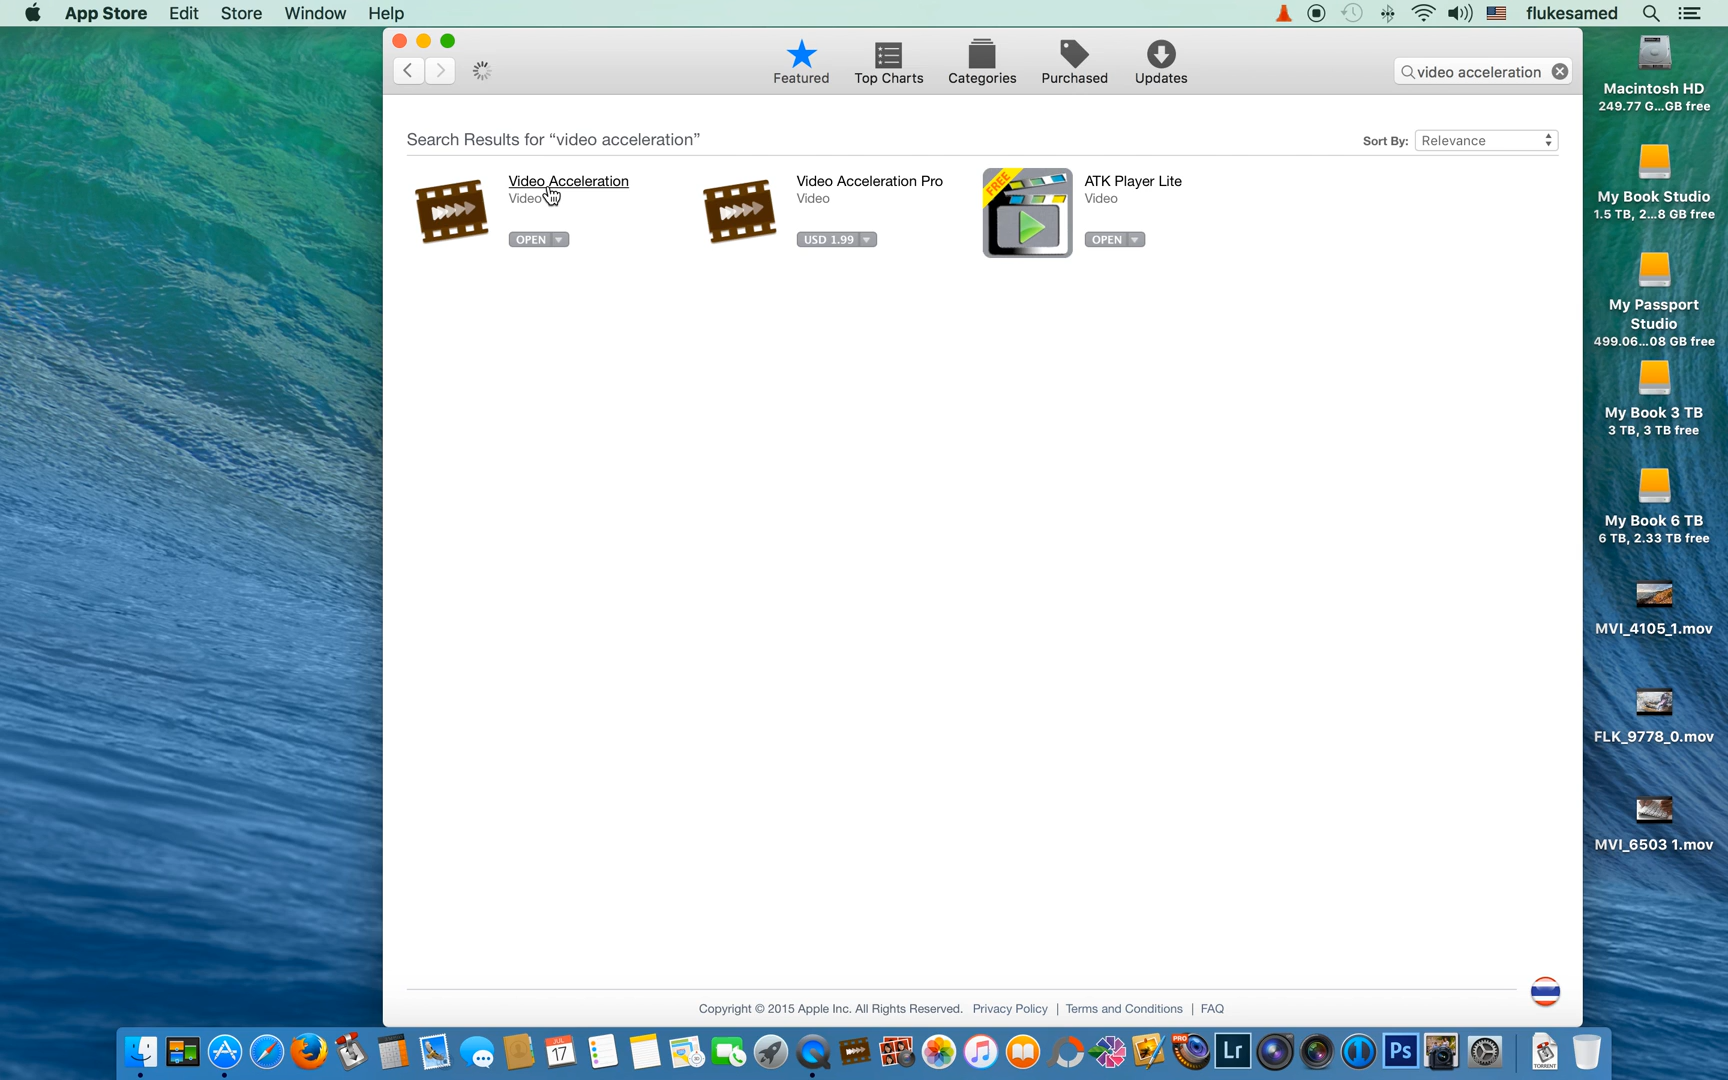 App Store Edit Store Window Help flukesamed
Featured Top Charts Categories Purchased Updates
video acceleration
Search Results for “video acceleration”
Sort By: Relevance
Video Acceleration
Video
OPEN
Video Acceleration Pro
Video
USD 1.99
FREE
ATK Player Lite
Video
OPEN
Macintosh HD
249.77 G...GB free
My Book Studio
1.5 TB, 2...8 GB free
My Passport
Studio
499.06...08 GB free
My Book 3 TB
3 TB, 3 TB free
My Book 6 TB
6 TB, 2.33 TB free
MVI_4105_1.mov
FLK_9778_0.mov
MVI_6503 1.mov
Copyright © 2015 Apple Inc. All Rights Reserved. Privacy Policy | Terms and Conditions | FAQ
JUL
17
PRO
Lr
Ps
TORRENT